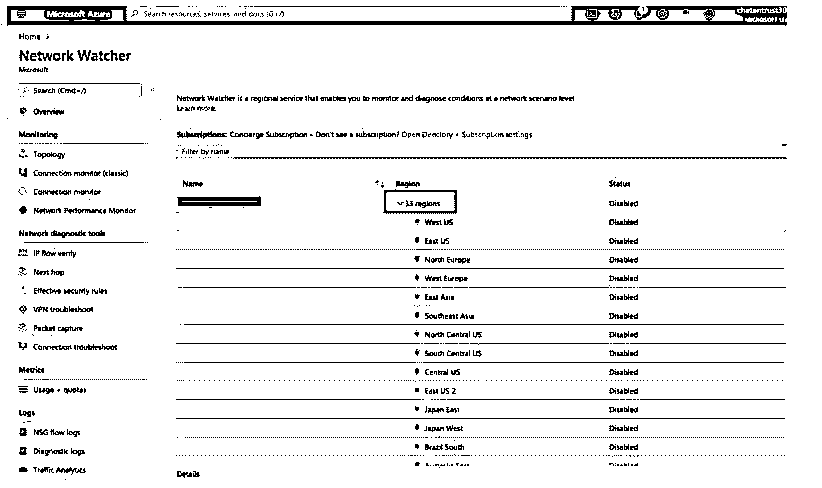 Microsoft Azure
Search resources, services, and docs (G+/)
Home >
Network Watcher
Microsoft
Search (Cmd+/)
Overview
Monitoring
Topology
Connection monitor (classic)
Connection monitor
Network Performance Monitor
Network diagnostic tools
IP flow verify
Next hop
Effective security rules
VPN troubleshoot
Packet capture
Connection troubleshoot
Metrics
Usage + quotas
Logs
NSG flow logs
Diagnostic logs
Traffic Analytics
Network Watcher is a regional service that enables you to monitor and diagnose conditions at a network scenario level
Learn more.
Subscriptions: Concierge Subscription - Don't see a subscription? Open Directory + Subscription settings
Filter by name
Name Region Status
33 regions Disabled
West US Disabled
East US Disabled
North Europe Disabled
West Europe Disabled
East Asia Disabled
Southeast Asia Disabled
North Central US Disabled
South Central US Disabled
Central US Disabled
East US 2 Disabled
Japan East Disabled
Japan West Disabled
Brazil South Disabled
Details